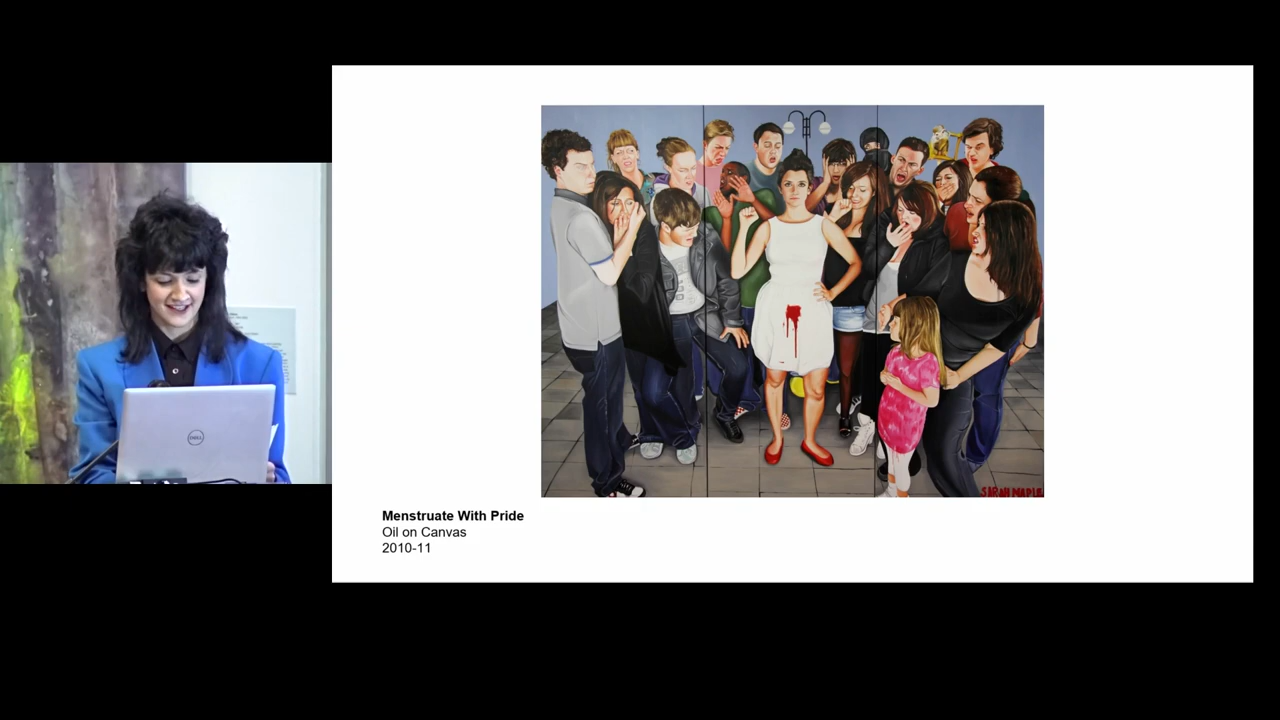 DELL
SARAH MAPLE
Menstruate With Pride
Oil on Canvas
2010-11